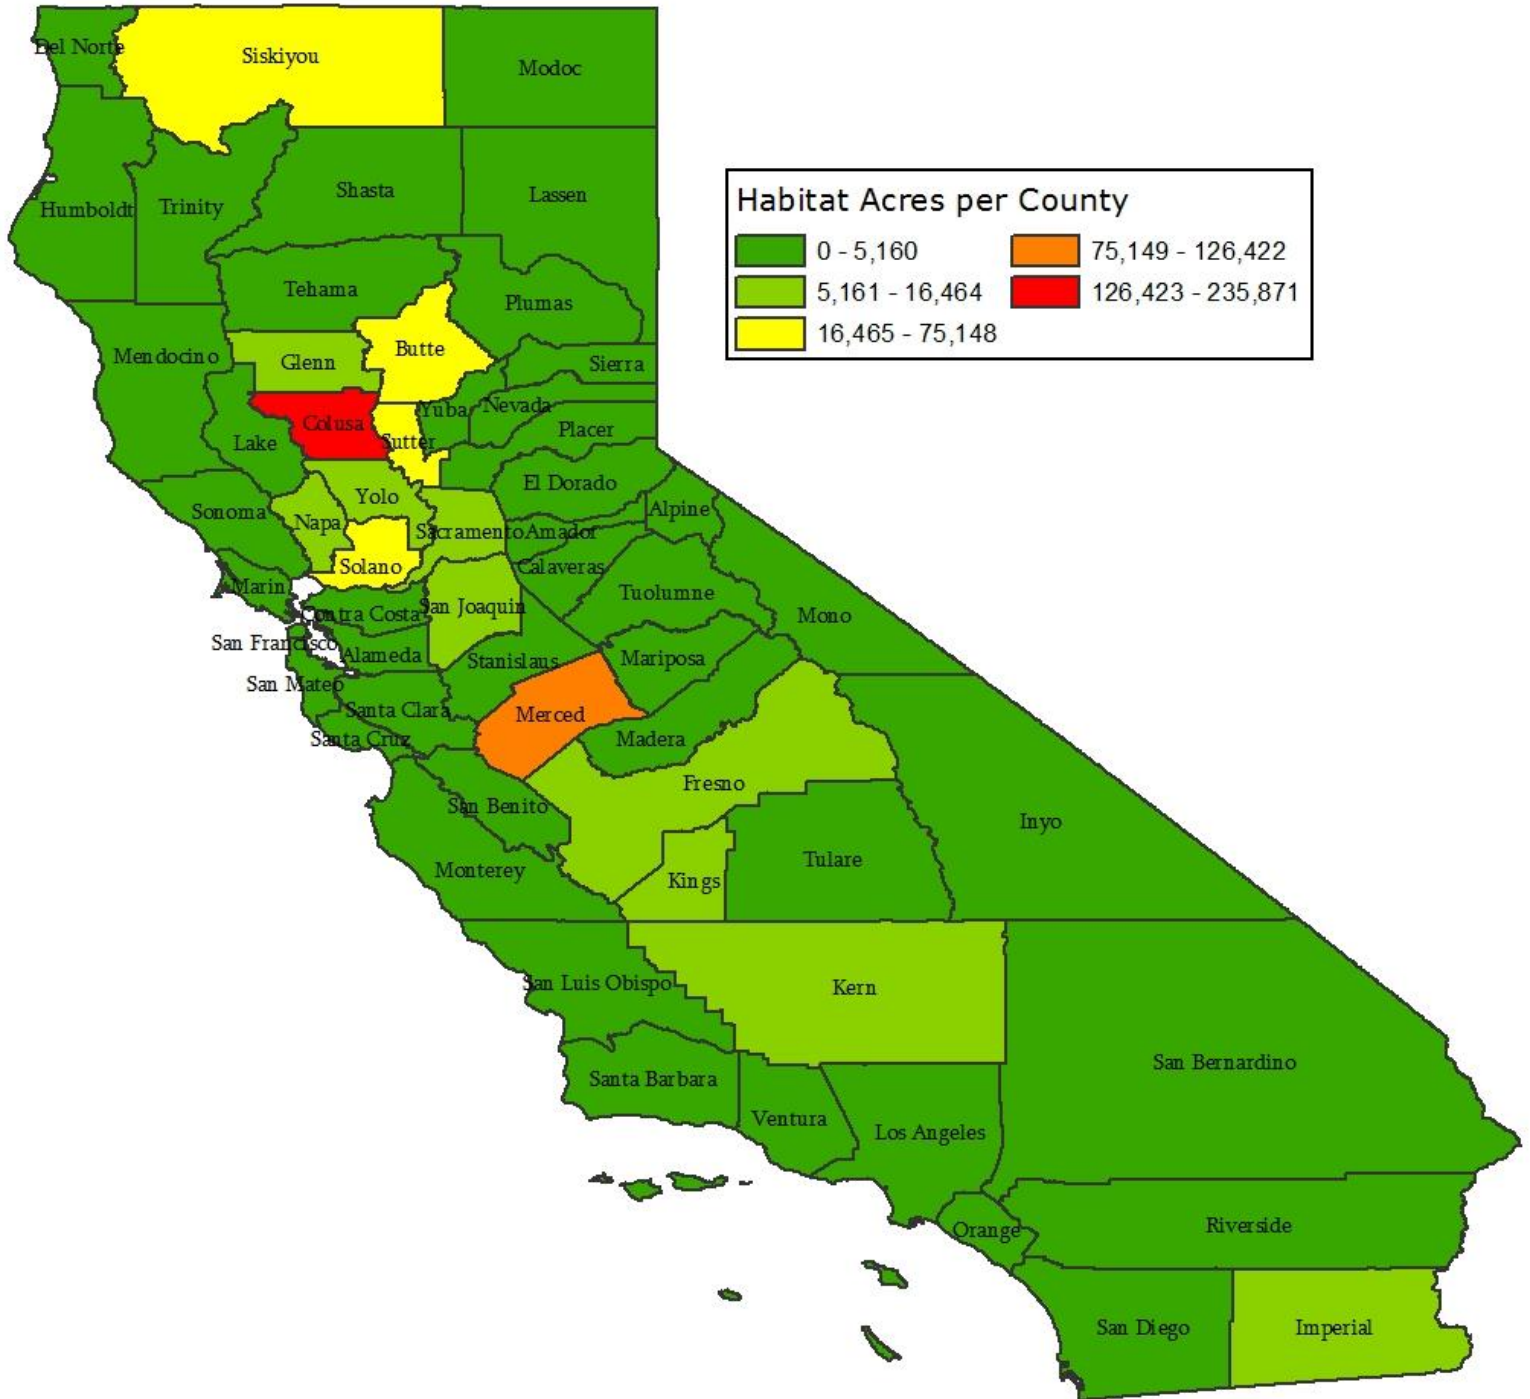 Del Norte
Siskiyou
Modoc
Humboldt
Trinity
Shasta
Lassen
Habitat Acres per County
0 - 5,160
75,149 - 126,422
5,161 - 16,464
126,423 - 235,871
16,465 - 75,148
Tehama
Plumas
Mendocino
Glenn
Butte
Sierra
Lake
Colusa
Sutter
Yuba
Nevada
Placer
Sonoma
Napa
Yolo
El Dorado
Alpine
Sacramento
Amador
Marin
Solano
Calaveras
Contra Costa
San Joaquin
Tuolumne
Mono
San Francisco
Alameda
Stanislaus
Mariposa
San Mateo
Santa Clara
Merced
Santa Cruz
Madera
San Benito
Fresno
Inyo
Monterey
Kings
Tulare
San Luis Obispo
Kern
Santa Barbara
Ventura
Los Angeles
San Bernardino
Orange
Riverside
San Diego
Imperial